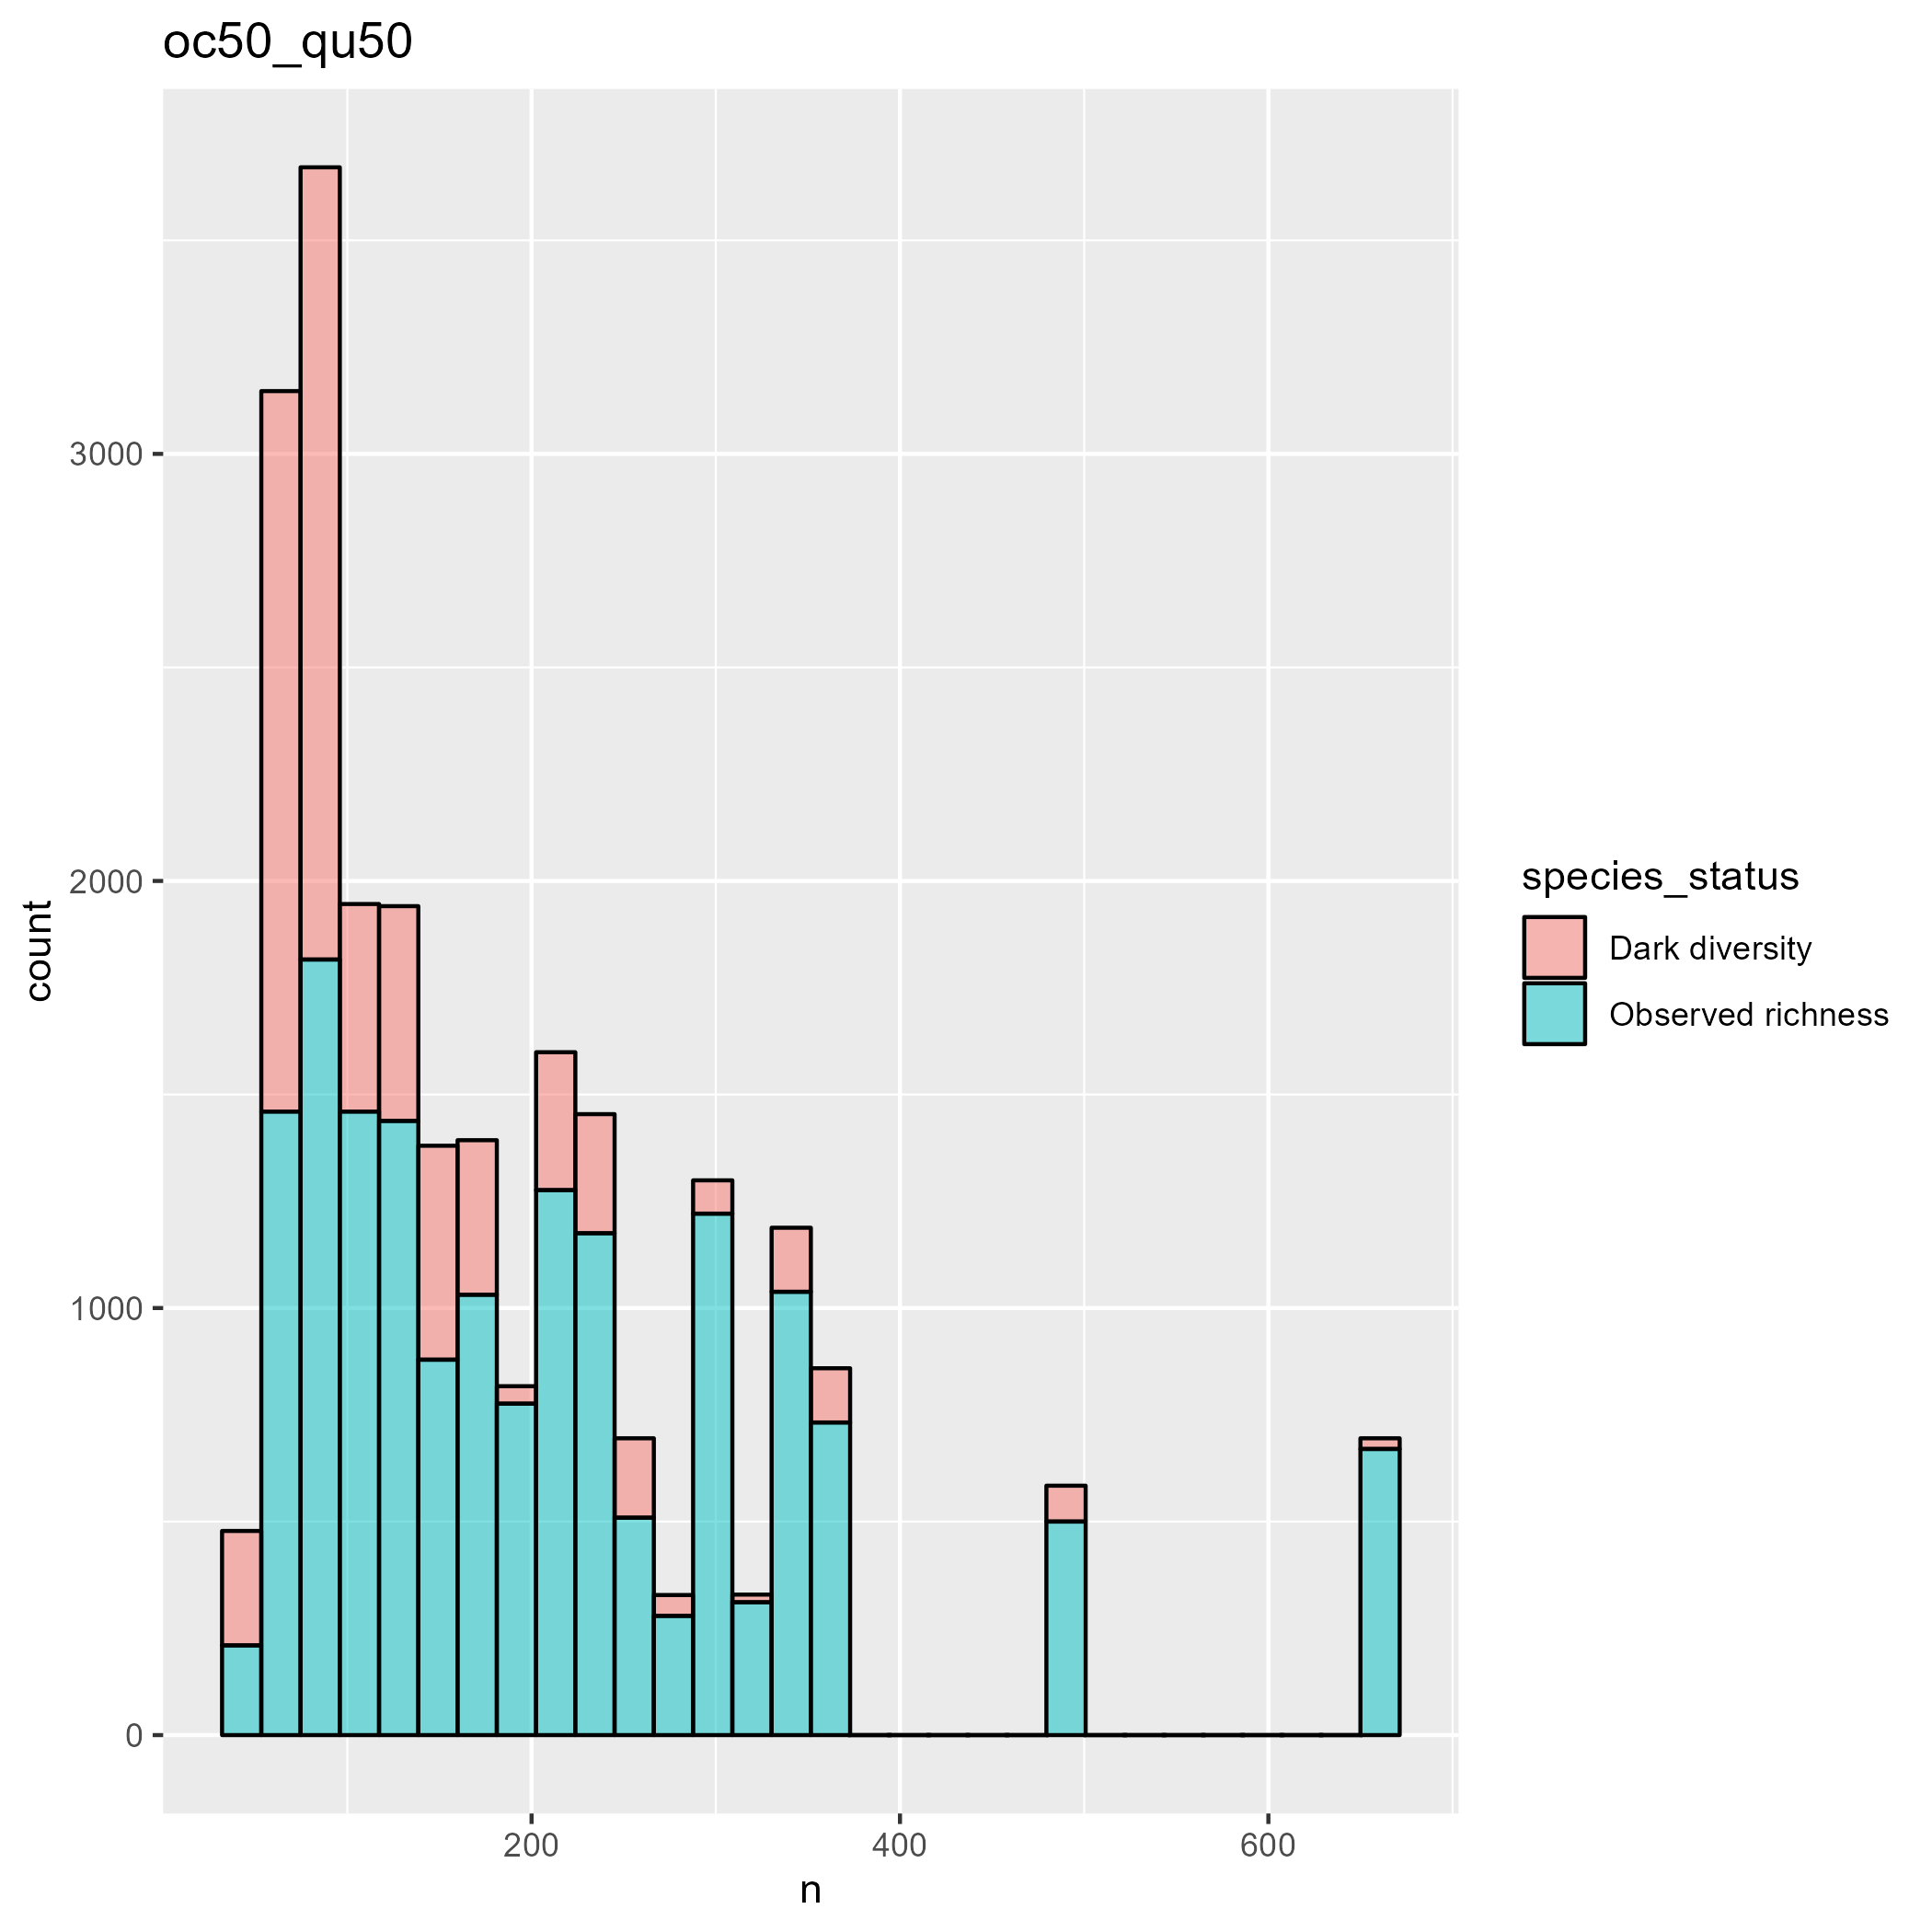 oc50_qu50
3000
2000
1000
0
count
200
400
600
n
species_status
Dark diversity
Observed richness